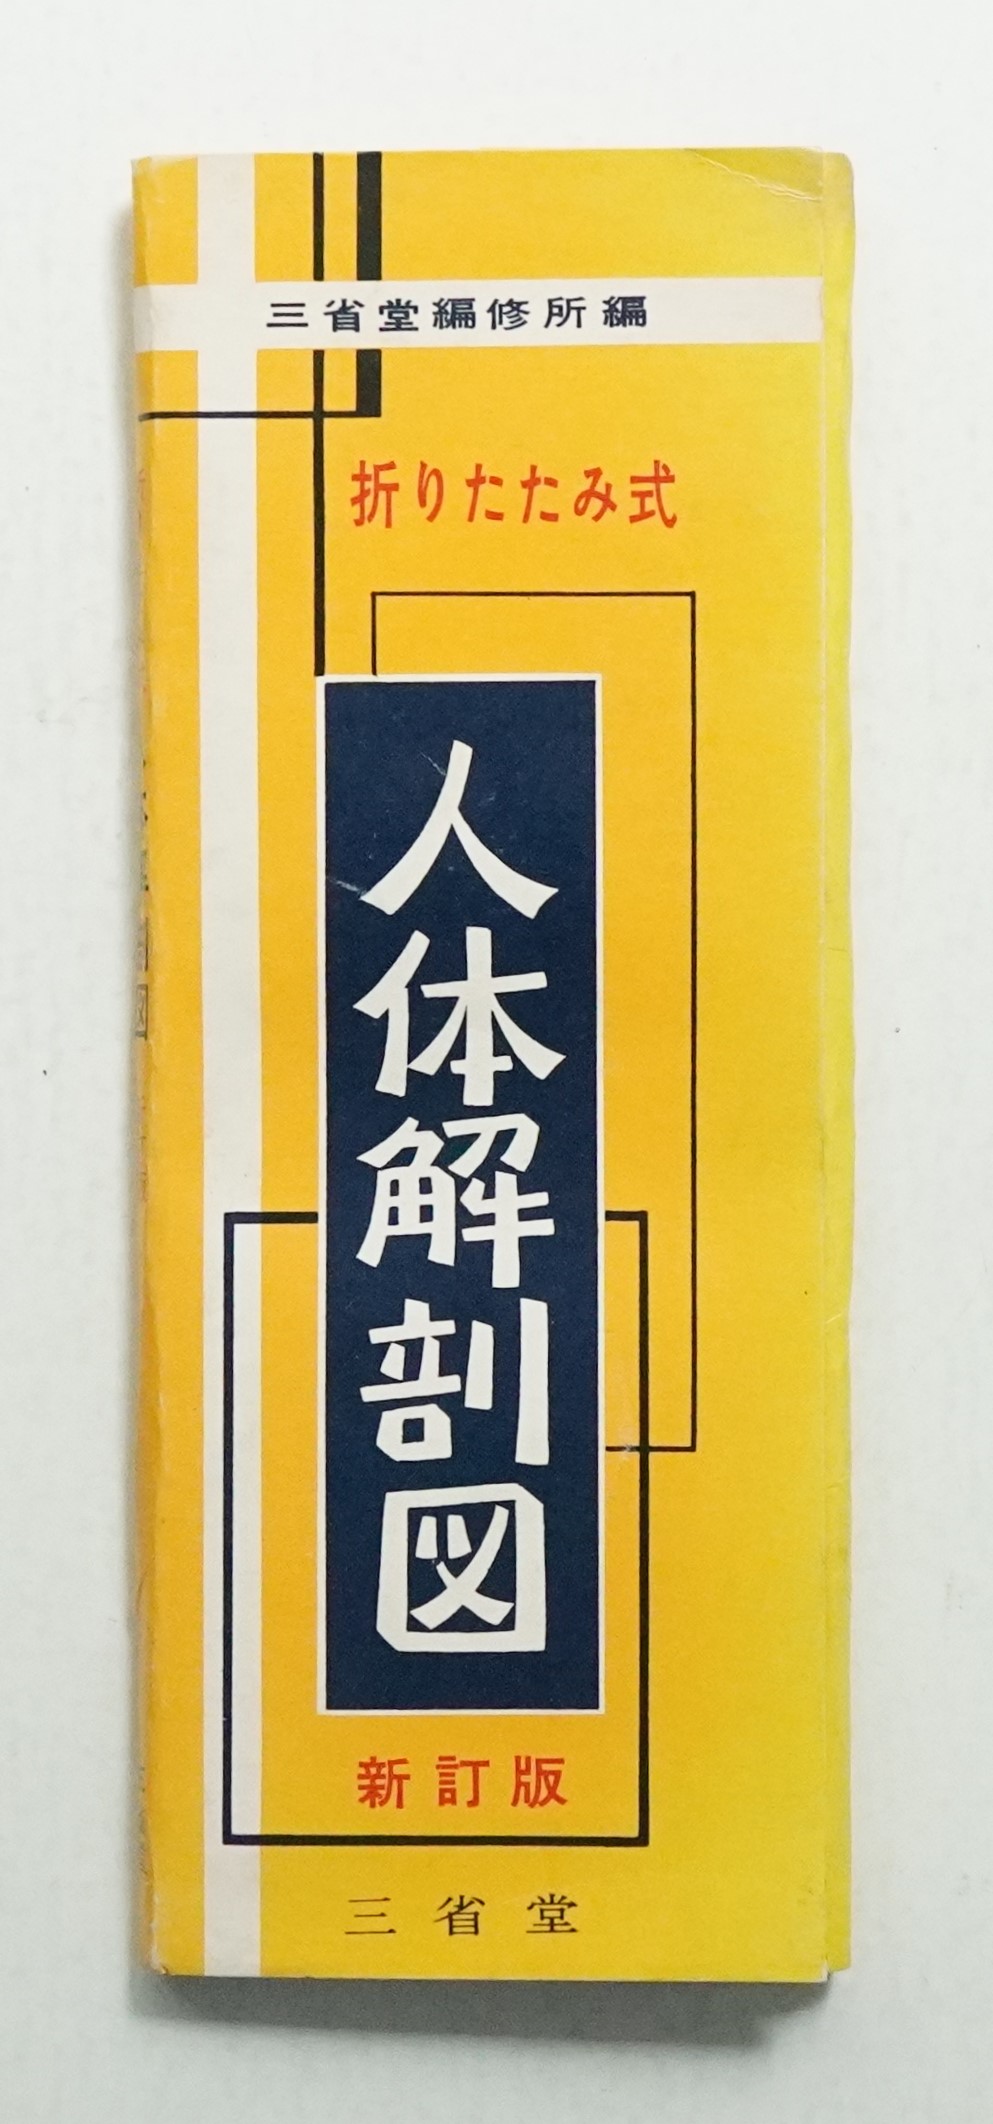 三省堂編修所編
折りたたみ式
人体解剖図
新訂版
三省堂